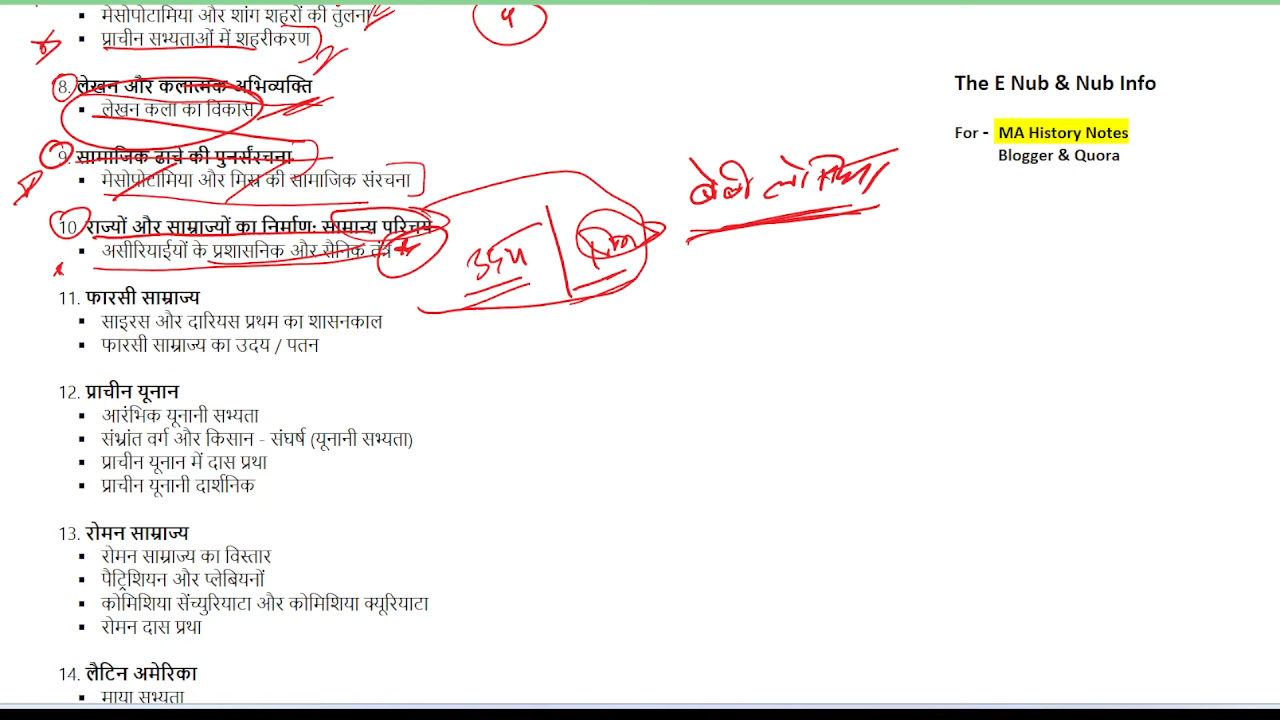 मेसोपोटामिया और शांग शहरों की तुलना
५
प्राचीन सभ्यताओं में शहरीकरण
8. लेखन और कलात्मक अभिव्यक्ति
लेखन कला का विकास
9. सामाजिक ढांचे की पुनर्संरचना
मेसोपोटामिया और मिस्र की सामाजिक संरचना
10. राज्यों और साम्राज्यों का निर्माण: सामान्य परिचय
असीरियाईयों के प्रशासनिक और सैनिक तंत्र
उदय
11. फारसी साम्राज्य
साइरस और दारियस प्रथम का शासनकाल
फारसी साम्राज्य का उदय / पतन
12. प्राचीन यूनान
आरंभिक यूनानी सभ्यता
संभ्रांत वर्ग और किसान - संघर्ष (यूनानी सभ्यता)
प्राचीन यूनान में दास प्रथा
प्राचीन यूनानी दार्शनिक
13. रोमन साम्राज्य
रोमन साम्राज्य का विस्तार
पैट्रिशियन और प्लेबियनों
कोमिशिया सेंच्युरियाटा और कोमिशिया क्यूरियाटा
रोमन दास प्रथा
14. लैटिन अमेरिका
माया सभ्यता
The E Nub & Nub Info
For - MA History Notes
Blogger & Quora